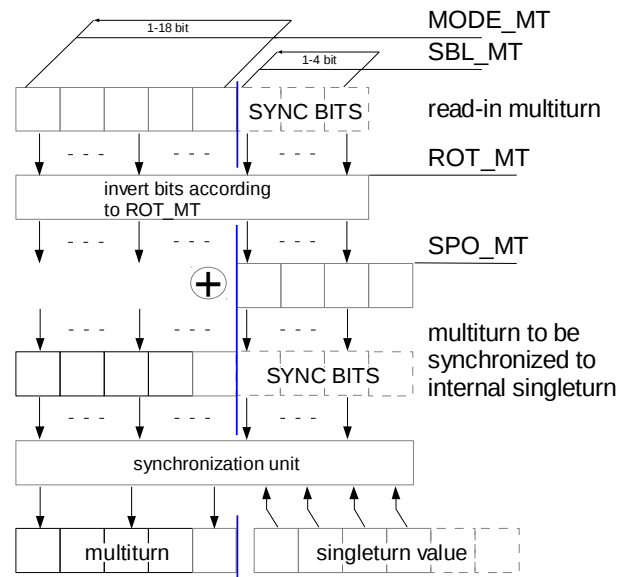 1-18 bit
MODE_MT
SBL_MT
1-4 bit
SYNC BITS
read-in multiturn
- - -
- - -
- - -
ROT_MT
invert bits according
to ROT_MT
- - -
- - -
- - -
SPO_MT
+
- - -
- - -
- - -
multiturn to be
synchronized to
internal singleturn
SYNC BITS
- - -
- - -
- - -
synchronization unit
multiturn
singleturn value